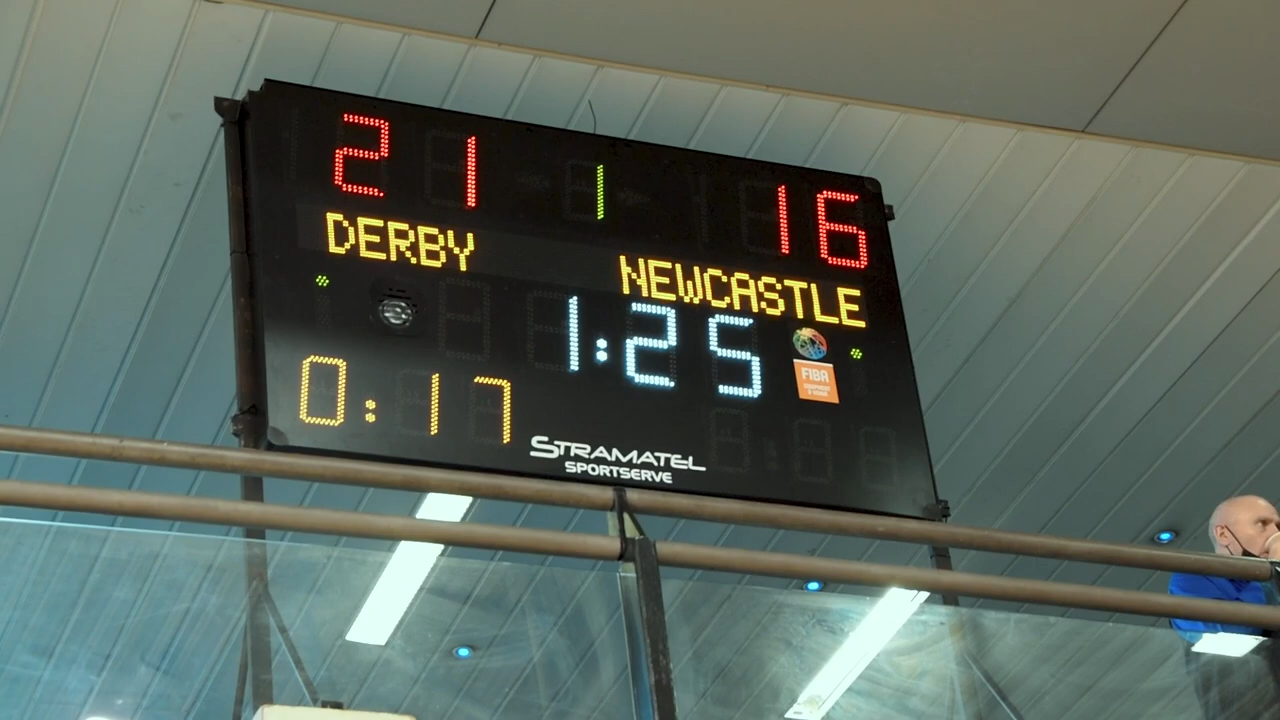 21 1 16
DERBY
NEWCASTLE
1:25
FIBA
0:17
STRAMATEL
SPORTSERVE